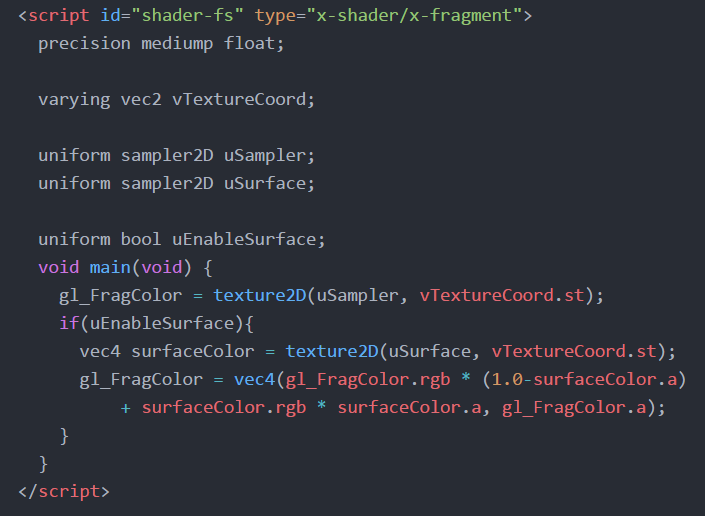 <script id="shader-fs" type="x-shader/x-fragment">
precision mediump float;
varying vec2 vTextureCoord;
uniform sampler2D uSampler;
uniform sampler2D uSurface;
uniform bool uEnableSurface;
void main(void) {
gl_FragColor = texture2D(uSampler, vTextureCoord.st);
if(uEnableSurface){
vec4 surfaceColor = texture2D(uSurface, vTextureCoord.st);
gl_FragColor = vec4(gl_FragColor.rgb * (1.0-surfaceColor.a)
+ surfaceColor.rgb * surfaceColor.a, gl_FragColor.a);
}
}
</script>